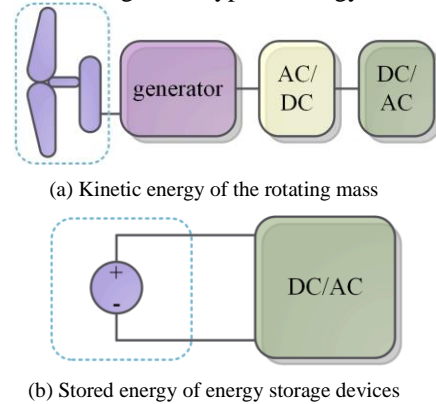 generator
AC/
DC
DC/
AC
(a) Kinetic energy of the rotating mass
+
-
DC/AC
(b) Stored energy of energy storage devices